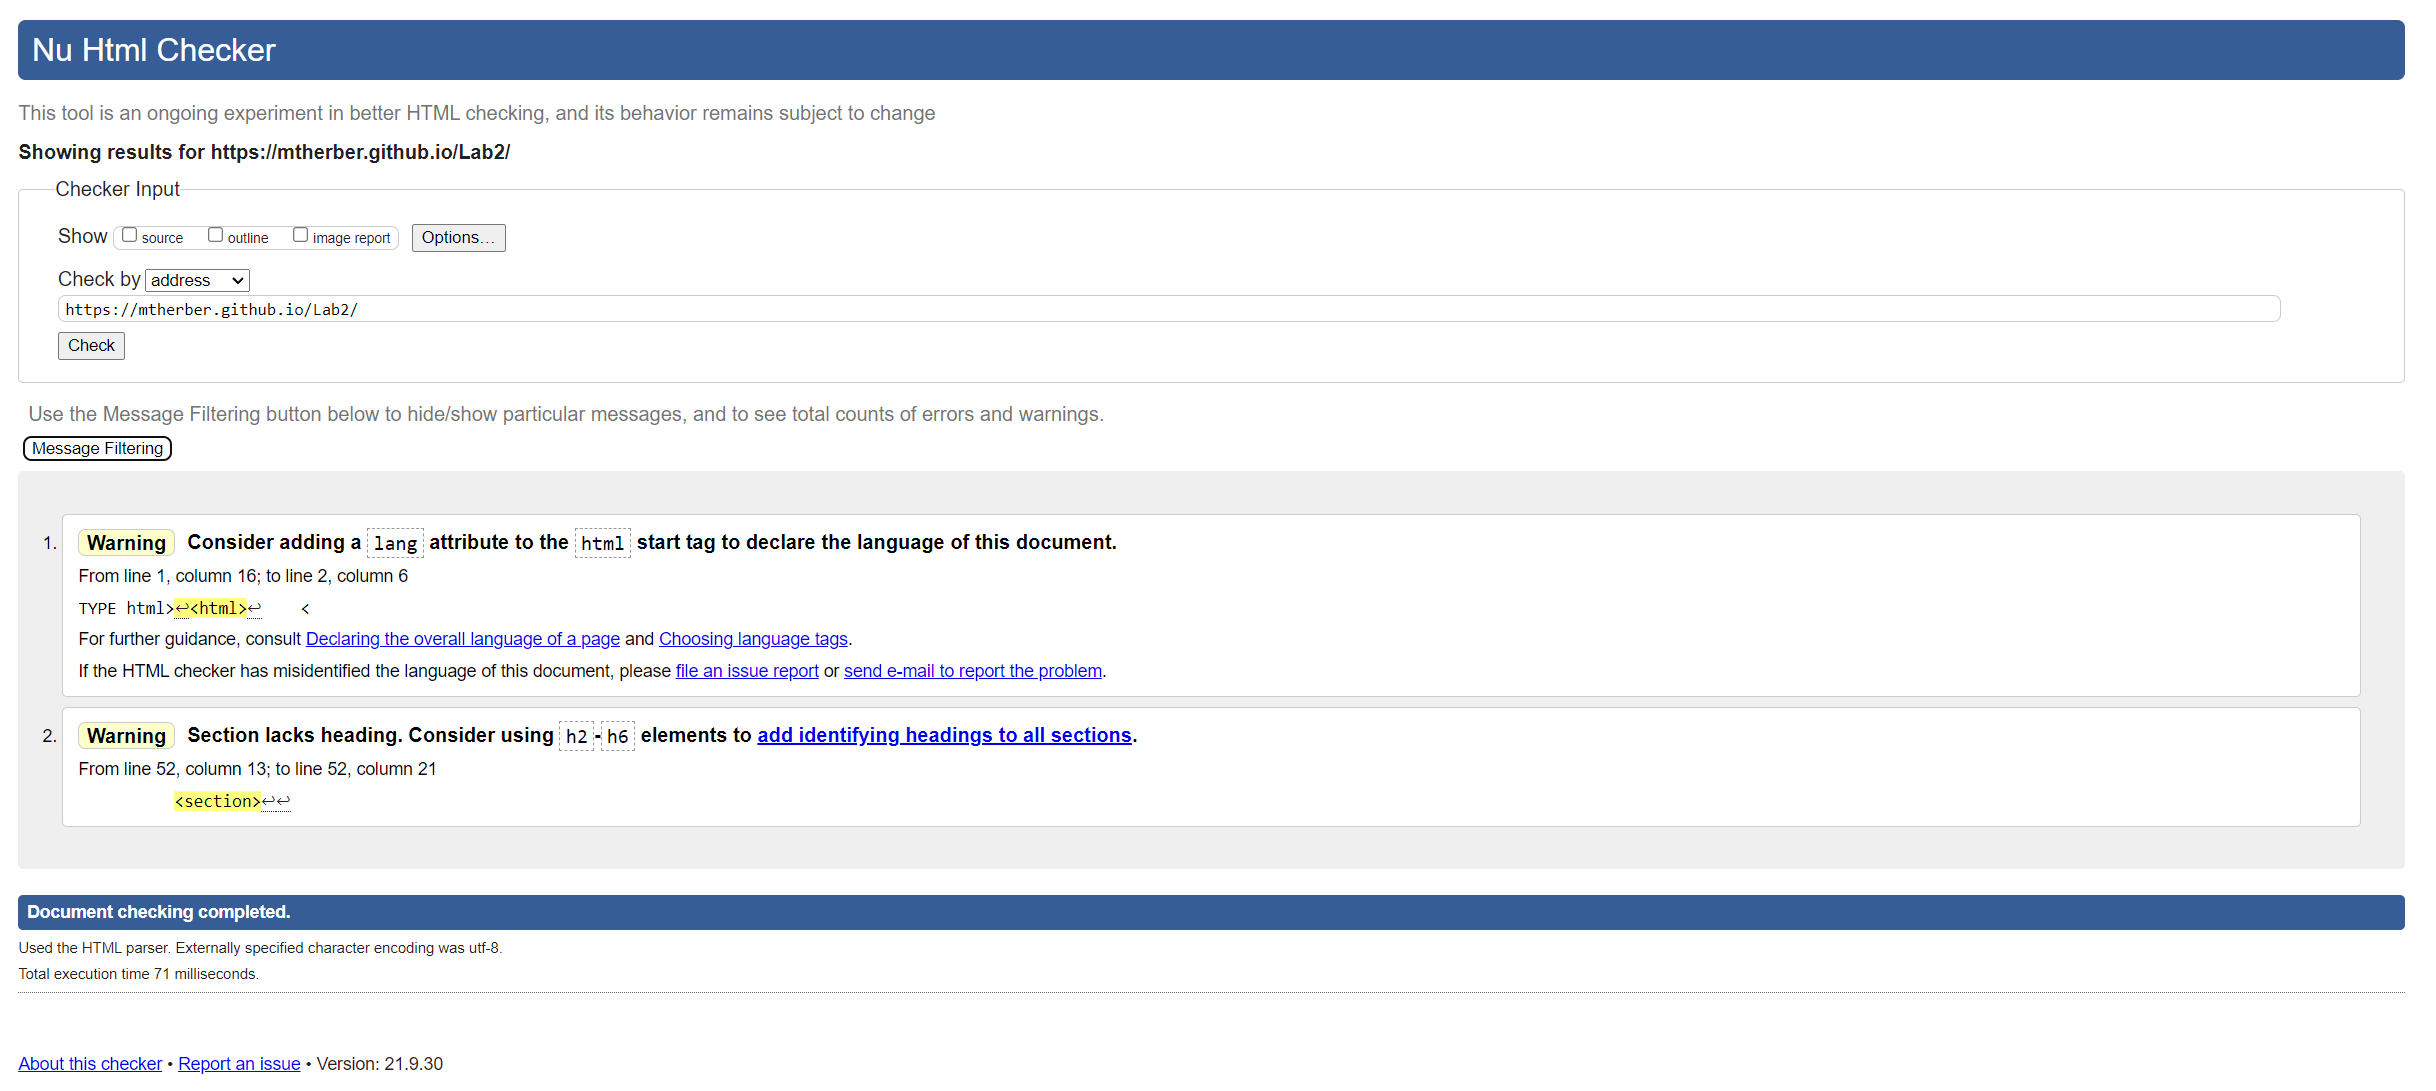 Nu Html Checker
This tool is an ongoing experiment in better HTML checking, and its behavior remains subject to change
Showing results for https://mtherber.github.io/Lab2/
Checker Input
Show source outline image report Options...
Check by address
https://mtherber.github.io/Lab2/
Check
Use the Message Filtering button below to hide/show particular messages, and to see total counts of errors and warnings.
Message Filtering
1. Warning Consider adding a lang attribute to the html start tag to declare the language of this document.
From line 1, column 16; to line 2, column 6
TYPE html>↩<html>↩    <
For further guidance, consult Declaring the overall language of a page and Choosing language tags.
If the HTML checker has misidentified the language of this document, please file an issue report or send e-mail to report the problem.
2. Warning Section lacks heading. Consider using h2-h6 elements to add identifying headings to all sections.
From line 52, column 13; to line 52, column 21
<section>↩↩
Document checking completed.
Used the HTML parser. Externally specified character encoding was utf-8.
Total execution time 71 milliseconds.
About this checker • Report an issue • Version: 21.9.30